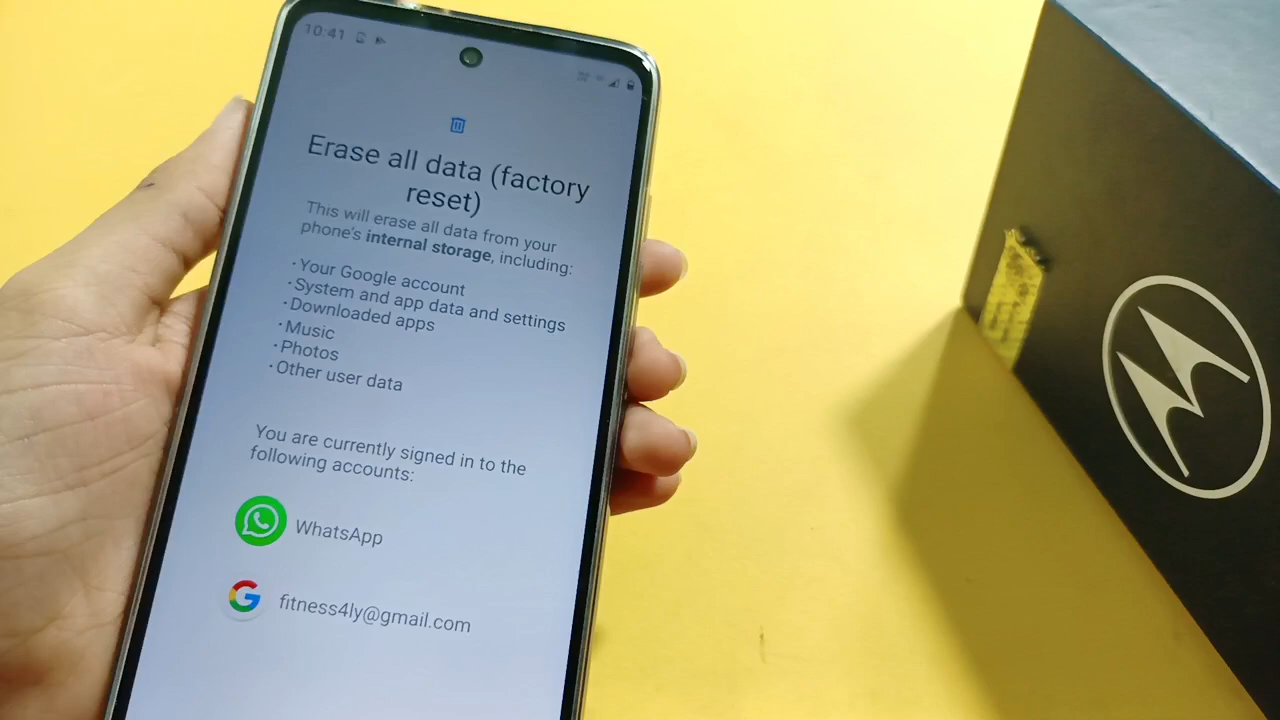 10:41
Erase all data (factory
reset)
This will erase all data from your
phone's internal storage, including:
· Your Google account
· System and app data and settings
· Downloaded apps
· Music
· Photos
· Other user data
You are currently signed in to the
following accounts:
WhatsApp
fitness4ly@gmail.com